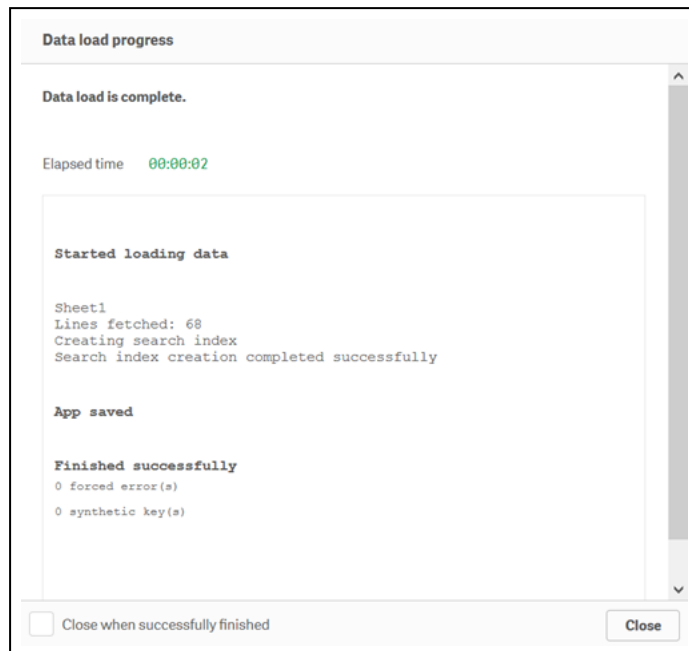 Data load progress
Data load is complete.
Elapsed time 00:00:02
Started loading data
Sheet1
Lines fetched: 68
Creating search index
Search index creation completed successfully
App saved
Finished successfully
0 forced error(s)
0 synthetic key(s)
Close when successfully finished
Close